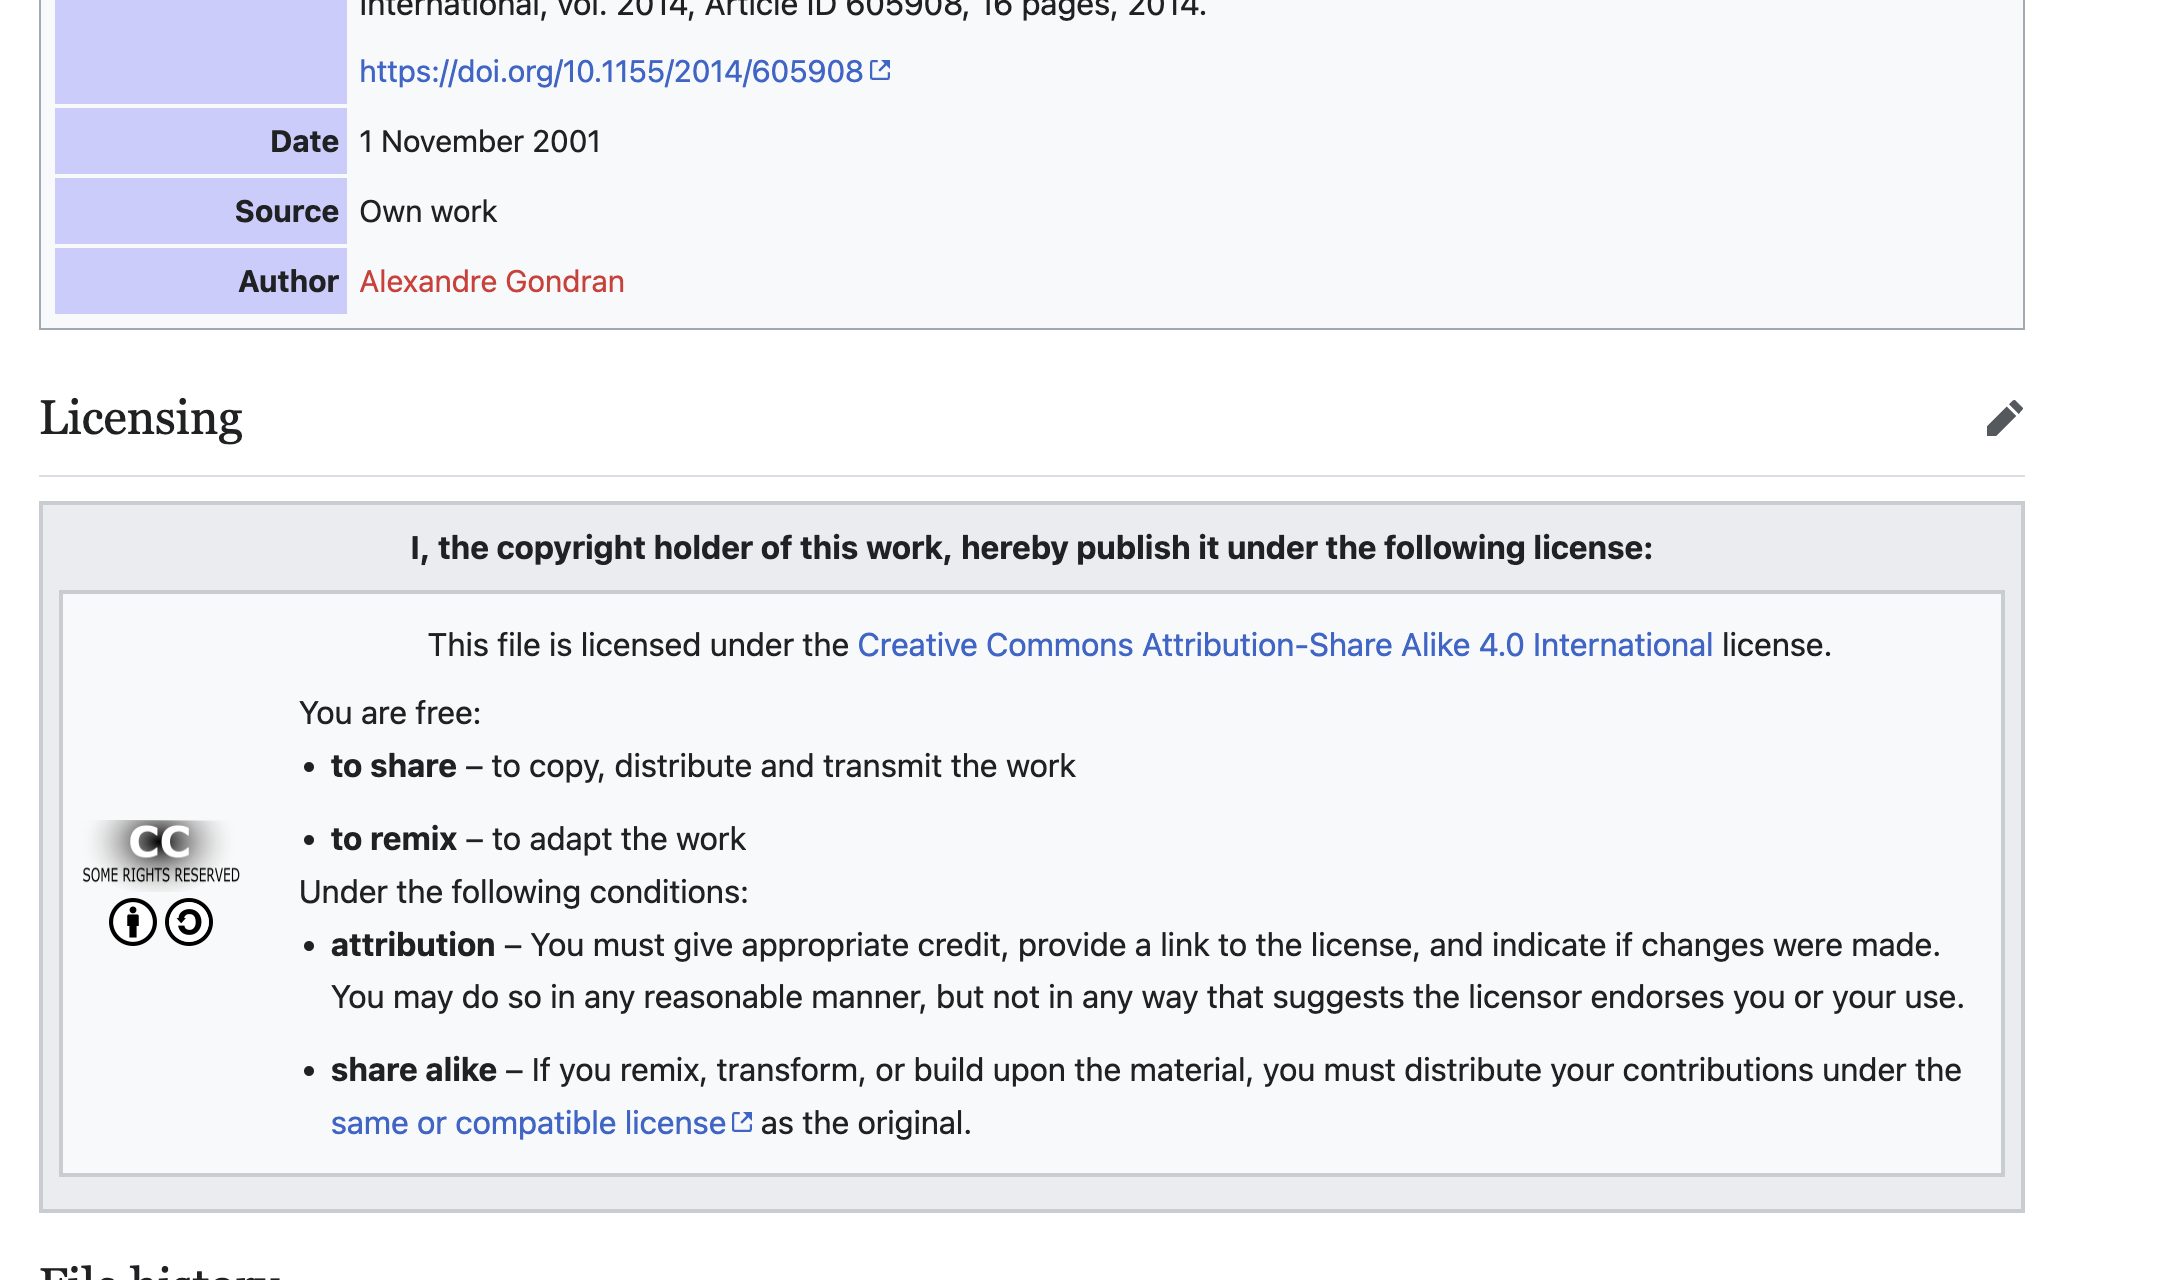 International, vol. 2014, Article ID 605908, 16 pages, 2014.
https://doi.org/10.1155/2014/605908
Date 1 November 2001
Source Own work
Author Alexandre Gondran
Licensing
I, the copyright holder of this work, hereby publish it under the following license:
This file is licensed under the Creative Commons Attribution-Share Alike 4.0 International license.
You are free:
• to share – to copy, distribute and transmit the work
• to remix – to adapt the work
CC
SOME RIGHTS RESERVED
Under the following conditions:
• attribution – You must give appropriate credit, provide a link to the license, and indicate if changes were made.
You may do so in any reasonable manner, but not in any way that suggests the licensor endorses you or your use.
• share alike – If you remix, transform, or build upon the material, you must distribute your contributions under the
same or compatible license as the original.
File history